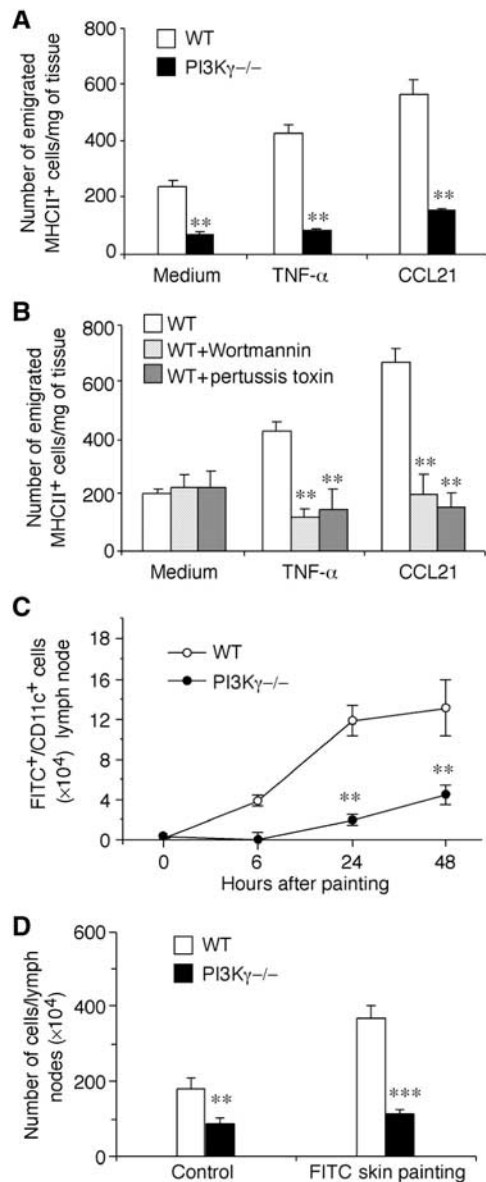 A
800
600
400
200
0
Number of emigrated
MHCII+ cells/mg of tissue
WT
PI3Kγ−/−
**
**
**
Medium
TNF-α
CCL21
B
800
600
400
200
0
Number of emigrated
MHCII+ cells/mg of tissue
WT
WT+Wortmannin
WT+pertussis toxin
**
**
**
**
Medium
TNF-α
CCL21
C
18
16
12
8
4
0
FITC+/CD11c+ cells
(×10⁴) lymph node
WT
PI3Kγ−/−
**
**
0
6
24
48
Hours after painting
D
600
400
200
0
Number of cells/lymph
nodes (×10⁴)
WT
PI3Kγ−/−
**
***
Control
FITC skin painting